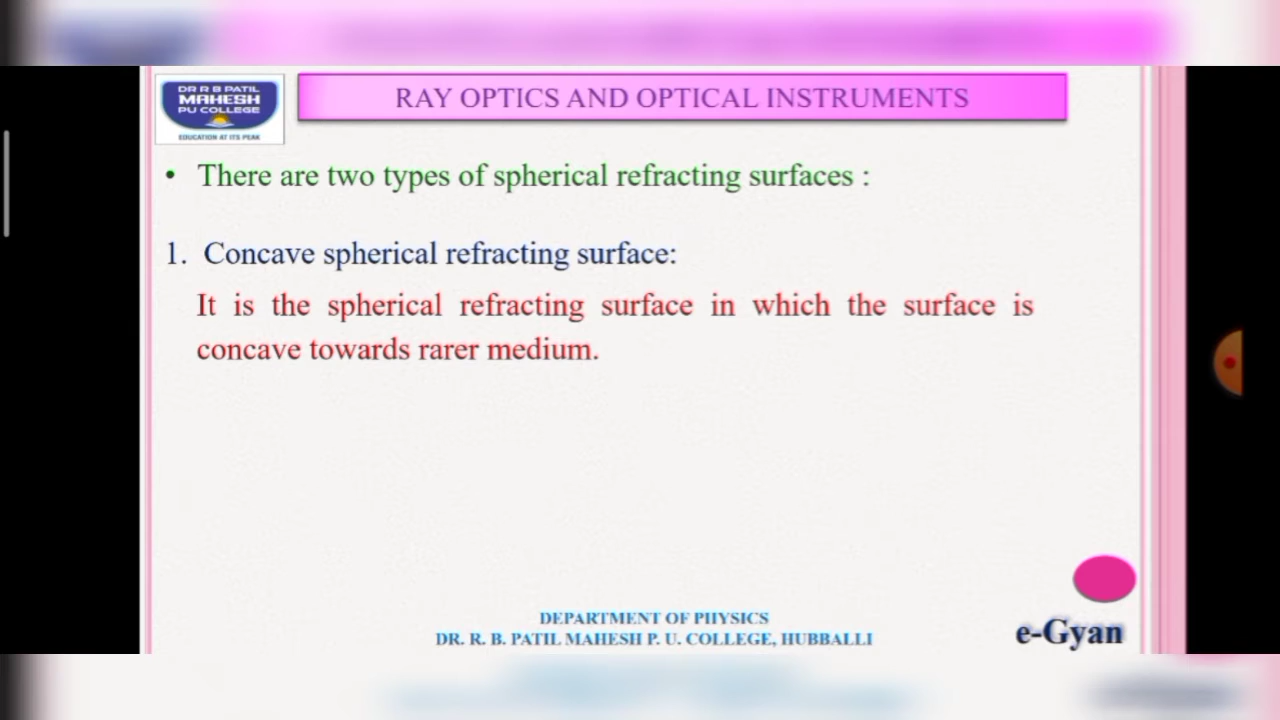 DR R B PATIL
MAHESH
PU COLLEGE
EDUCATION AT ITS PEAK
RAY OPTICS AND OPTICAL INSTRUMENTS
• There are two types of spherical refracting surfaces :
1. Concave spherical refracting surface:
It is the spherical refracting surface in which the surface is
concave towards rarer medium.
DEPARTMENT OF PHYSICS
DR. R. B. PATIL MAHESH P. U. COLLEGE, HUBBALLI
e-Gyan